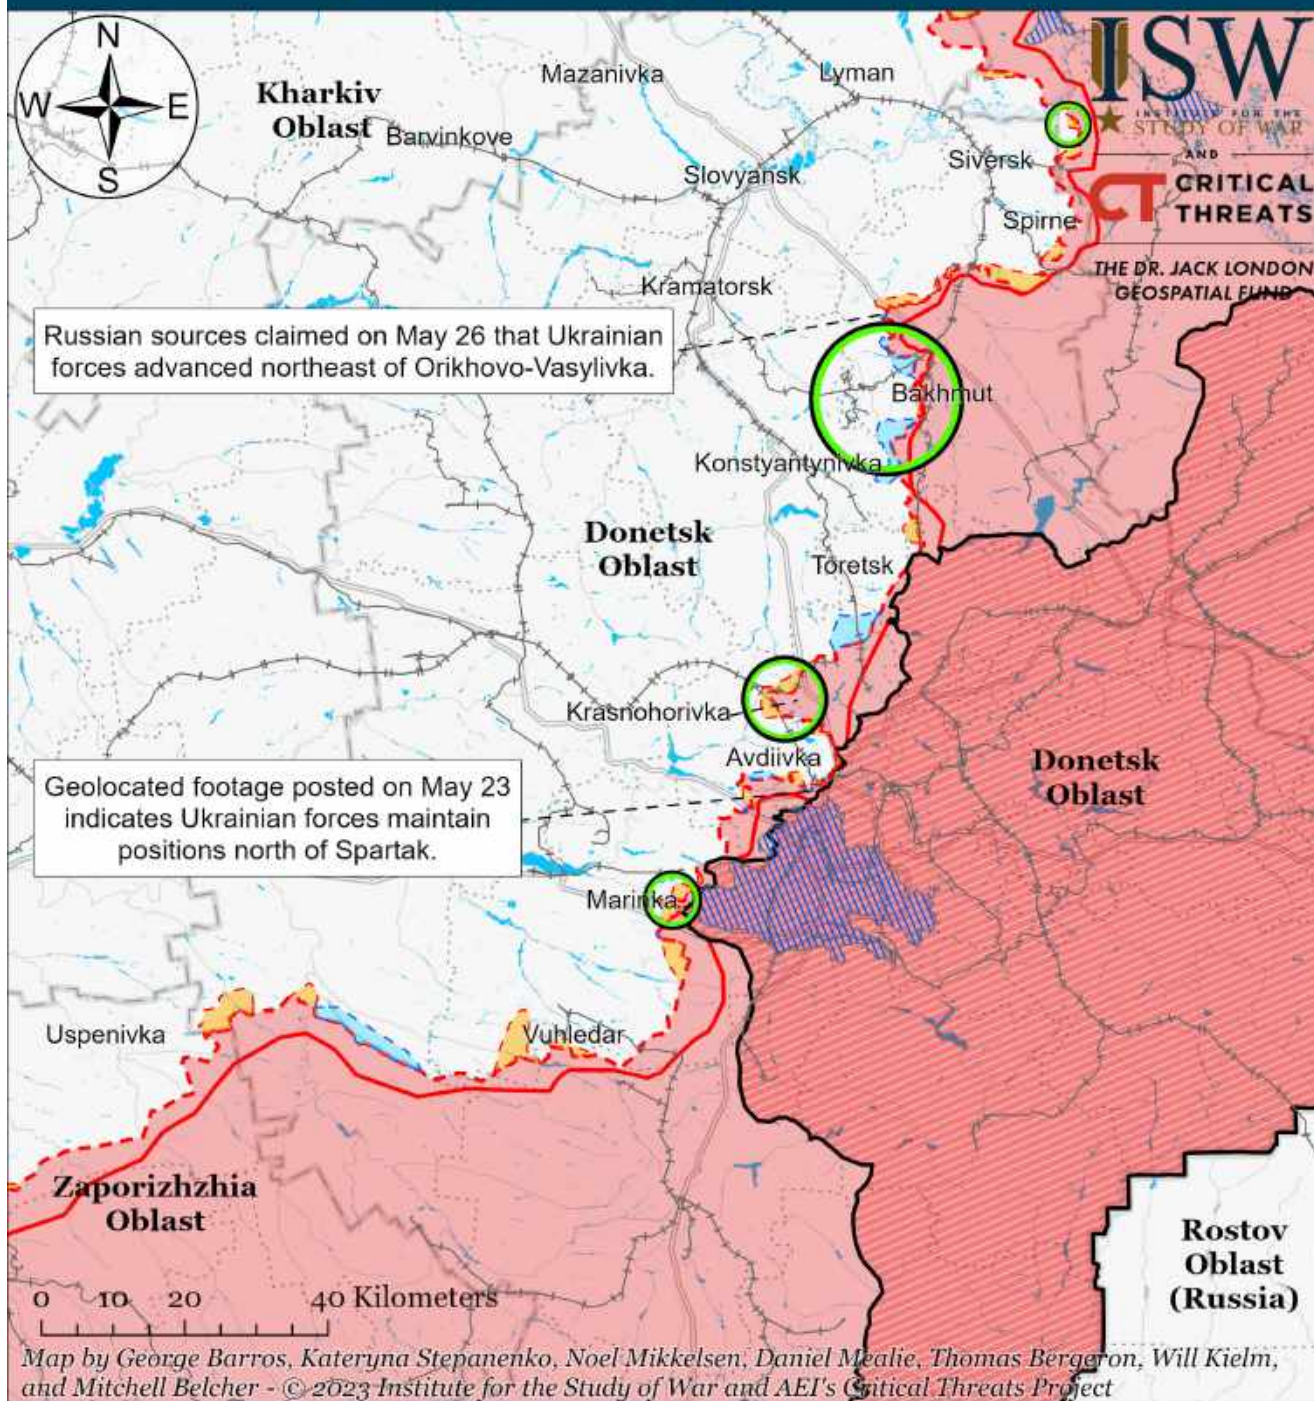 N
W
E
S
Kharkiv
Oblast
Barvinkove
Mazanivka
Lyman
Slovyansk
Siversk
Spirne
Kramatorsk
ISW
INSTITUTE FOR THE
STUDY OF WAR
AND
CT CRITICAL
THREATS
THE DR. JACK LONDON
GEOSPATIAL FUND
Russian sources claimed on May 26 that Ukrainian
forces advanced northeast of Orikhovo-Vasylivka.
Bakhmut
Konstyantynivka
Donetsk
Oblast
Toretsk
Krasnohorivka
Avdiivka
Donetsk
Oblast
Geolocated footage posted on May 23
indicates Ukrainian forces maintain
positions north of Spartak.
Marinka
Uspenivka
Vuhledar
Zaporizhzhia
Oblast
Rostov
Oblast
(Russia)
0 10 20 40 Kilometers
Map by George Barros, Kateryna Stepanenko, Noel Mikkelsen, Daniel Mealie, Thomas Bergeron, Will Kielm,
and Mitchell Belcher - © 2023 Institute for the Study of War and AEI's Critical Threats Project